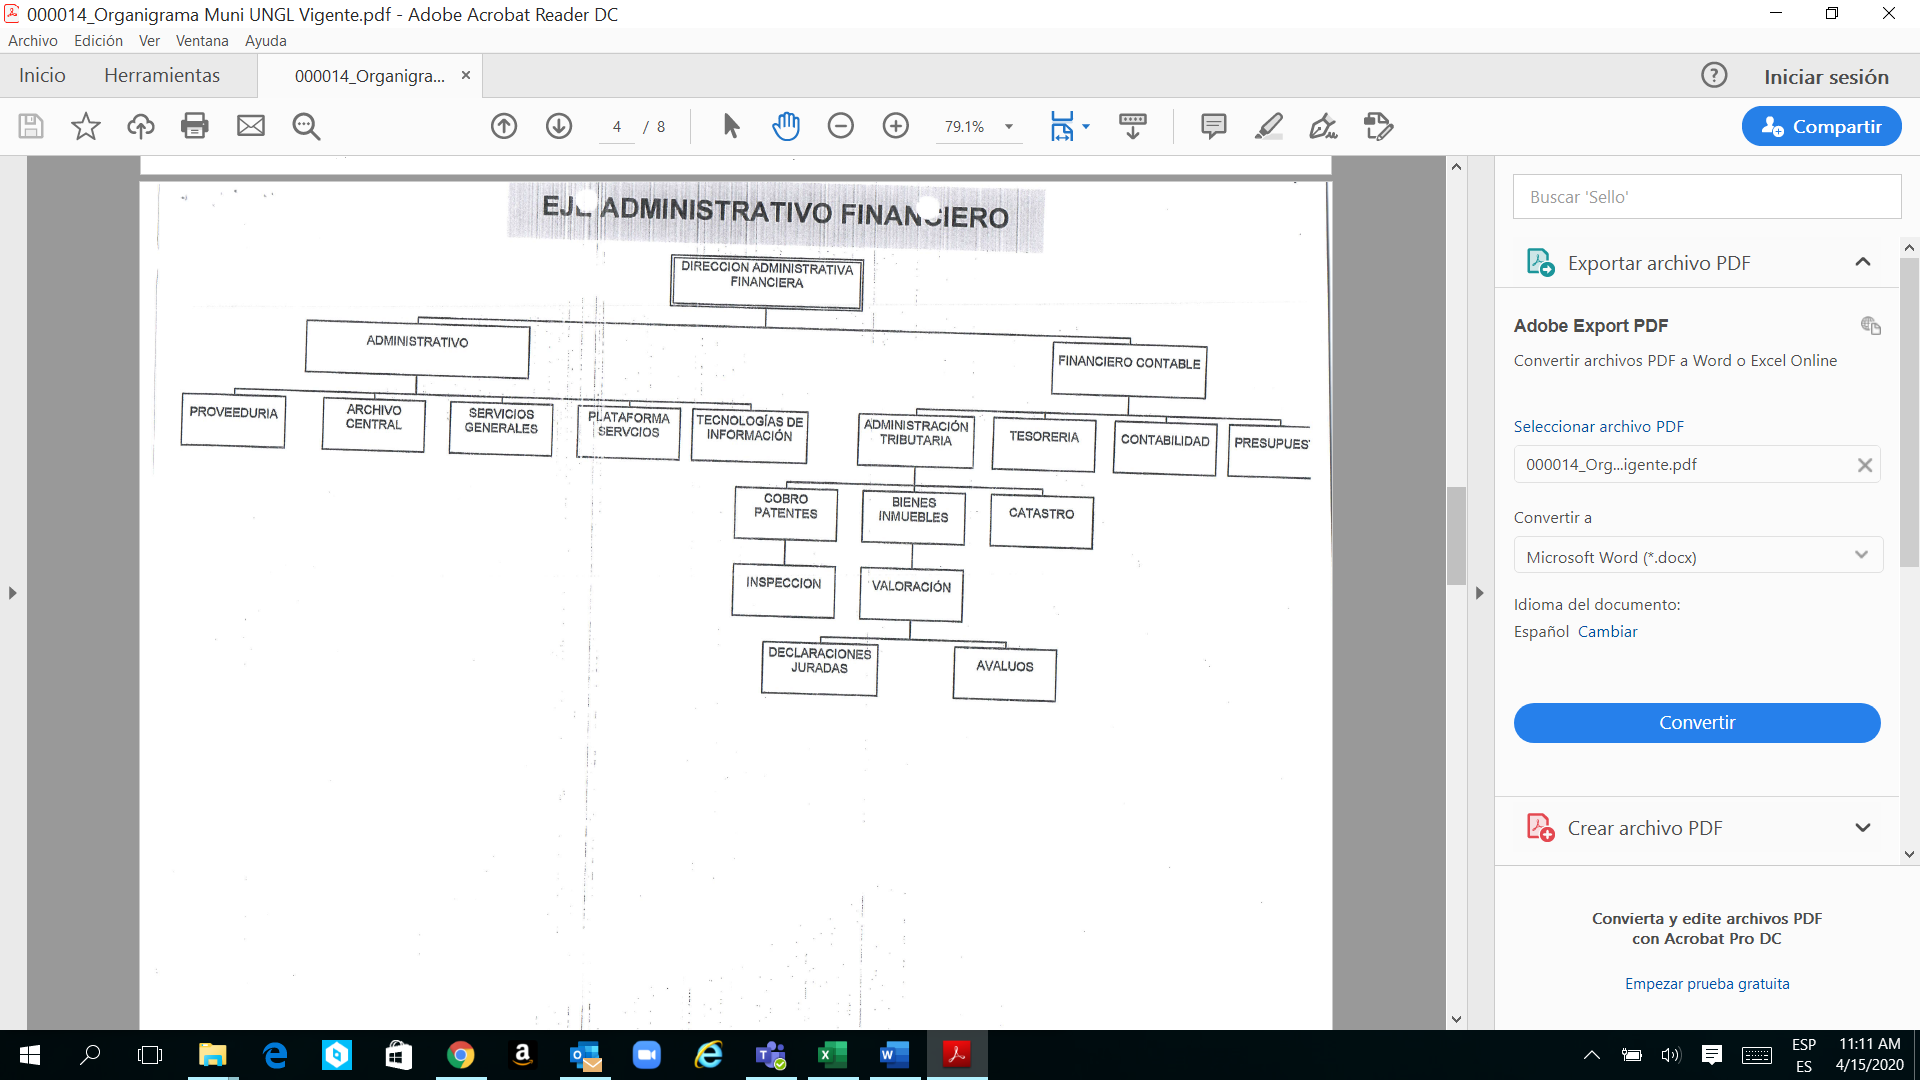 000014_Organigrama Muni UNGL Vigente.pdf - Adobe Acrobat Reader DC
Archivo Edición Ver Ventana Ayuda
Inicio Herramientas 000014_Organigra... ×
Iniciar sesión
4 / 8
79.1%
Compartir
EJE ADMINISTRATIVO FINANCIERO
DIRECCION ADMINISTRATIVA
FINANCIERA
ADMINISTRATIVO
FINANCIERO CONTABLE
PROVEEDURIA
ARCHIVO
CENTRAL
SERVICIOS
GENERALES
PLATAFORMA
SERVCIOS
TECNOLOGÍAS DE
INFORMACIÓN
ADMINISTRACIÓN
TRIBUTARIA
TESORERIA
CONTABILIDAD
PRESUPUES
COBRO
PATENTES
BIENES
INMUEBLES
CATASTRO
INSPECCION
VALORACIÓN
DECLARACIONES
JURADAS
AVALUOS
Buscar 'Sello'
Exportar archivo PDF
Adobe Export PDF
Convertir archivos PDF a Word o Excel Online
Seleccionar archivo PDF
000014_Org...igente.pdf
Convertir a
Microsoft Word (*.docx)
Idioma del documento:
Español Cambiar
Convertir
Crear archivo PDF
Convierta y edite archivos PDF
con Acrobat Pro DC
Empezar prueba gratuita
ESP
ES
11:11 AM
4/15/2020